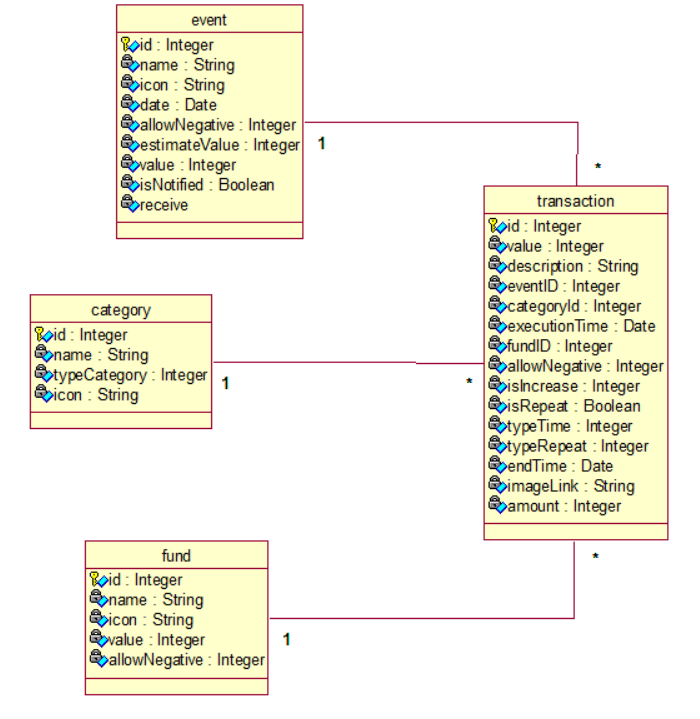 event
id : Integer
name : String
icon : String
date : Date
allowNegative : Integer
estimateValue : Integer
value : Integer
isNotified : Boolean
receive
1
*
transaction
id : Integer
value : Integer
description : String
eventID : Integer
categoryId : Integer
executionTime : Date
fundID : Integer
allowNegative : Integer
isIncrease : Integer
isRepeat : Boolean
typeTime : Integer
typeRepeat : Integer
endTime : Date
imageLink : String
amount : Integer
category
id : Integer
name : String
typeCategory : Integer
icon : String
1
*
fund
id : Integer
name : String
icon : String
value : Integer
allowNegative : Integer
1
*